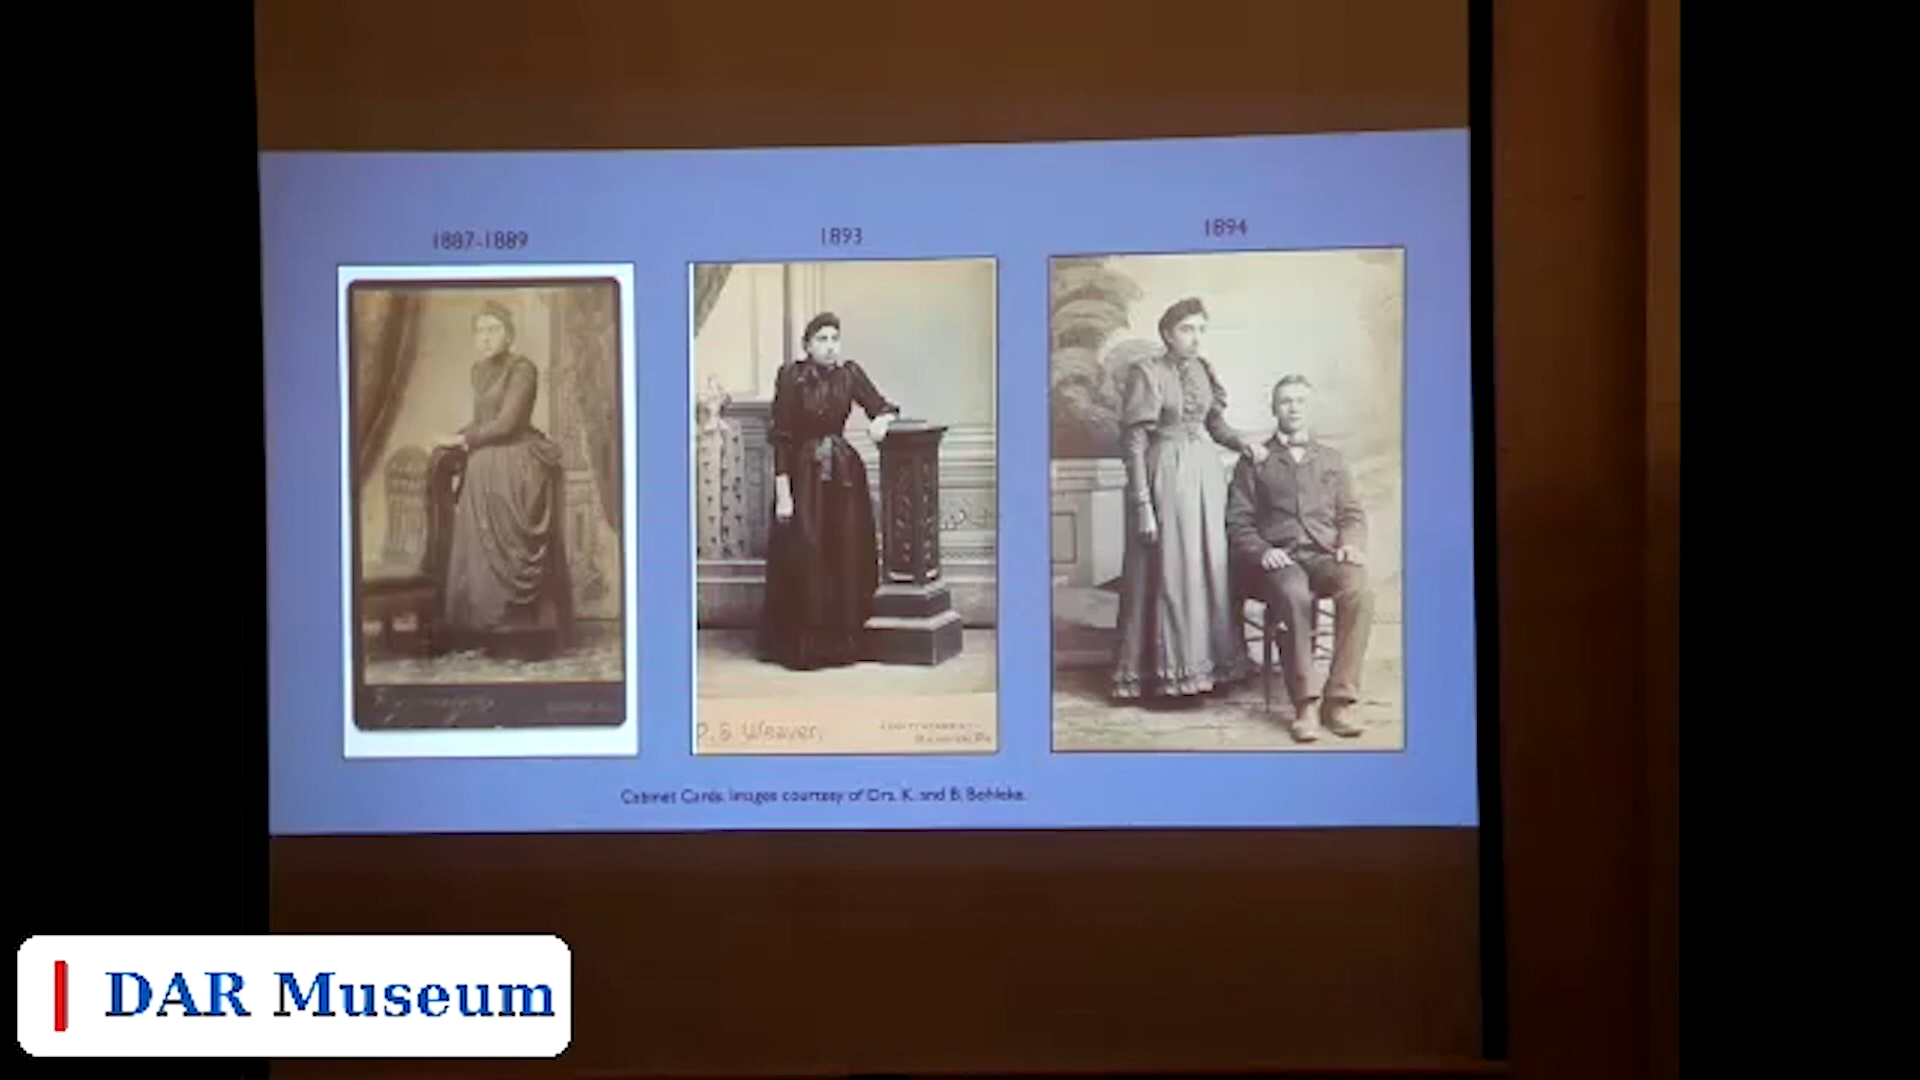 1887-1889
1893
1894
P. S. Weaver,
Cabinet Cards. Images courtesy of Drs. K. and B. Bohleke.
DAR Museum